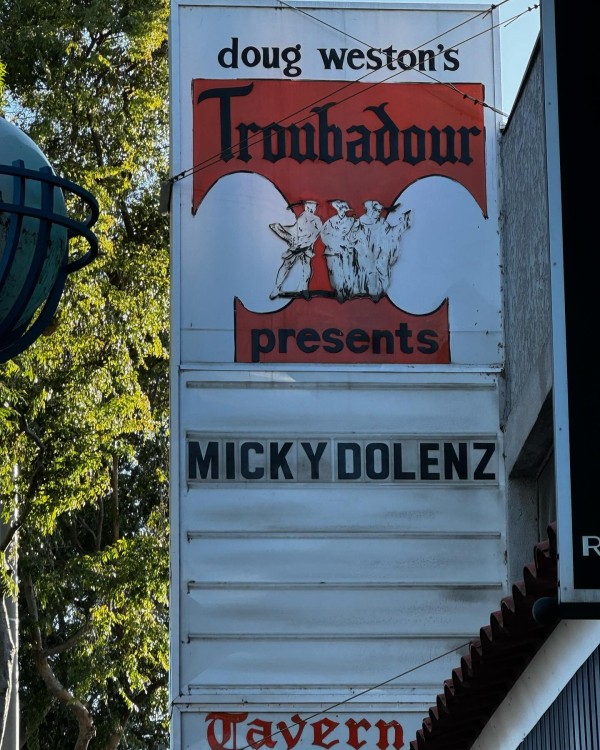 doug weston's
Troubadour
presents
MICKY DOLENZ
Tavern
R